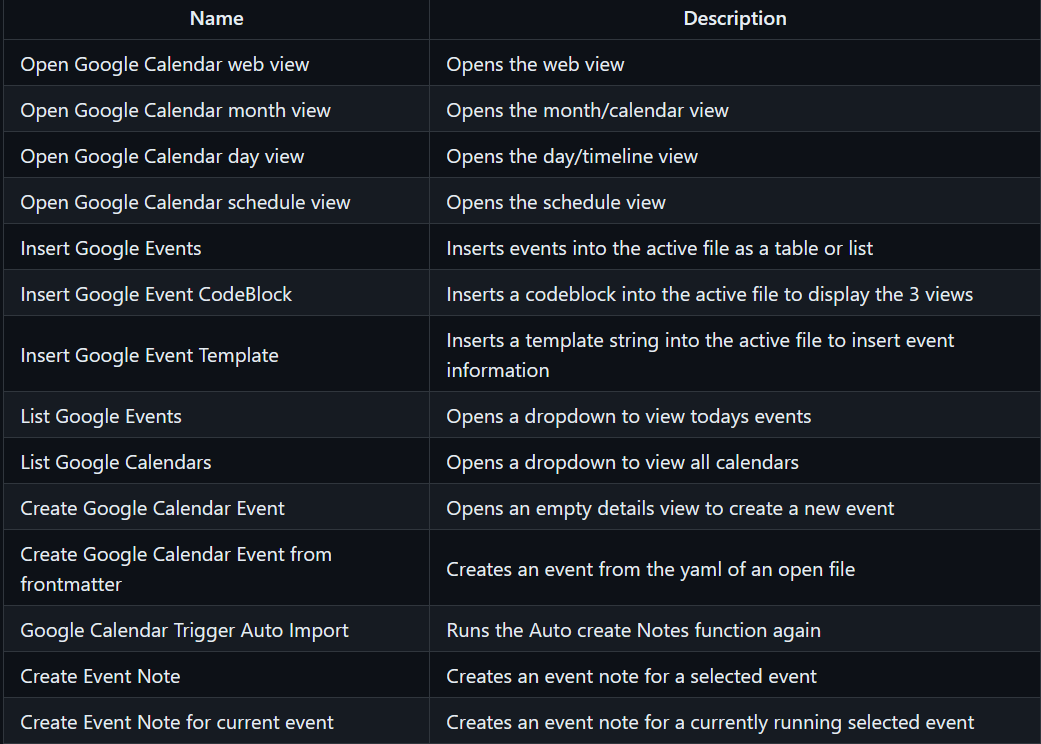 Name Description
Open Google Calendar web view Opens the web view
Open Google Calendar month view Opens the month/calendar view
Open Google Calendar day view Opens the day/timeline view
Open Google Calendar schedule view Opens the schedule view
Insert Google Events Inserts events into the active file as a table or list
Insert Google Event CodeBlock Inserts a codeblock into the active file to display the 3 views
Insert Google Event Template Inserts a template string into the active file to insert event
information
List Google Events Opens a dropdown to view todays events
List Google Calendars Opens a dropdown to view all calendars
Create Google Calendar Event Opens an empty details view to create a new event
Create Google Calendar Event from
frontmatter Creates an event from the yaml of an open file
Google Calendar Trigger Auto Import Runs the Auto create Notes function again
Create Event Note Creates an event note for a selected event
Create Event Note for current event Creates an event note for a currently running selected event